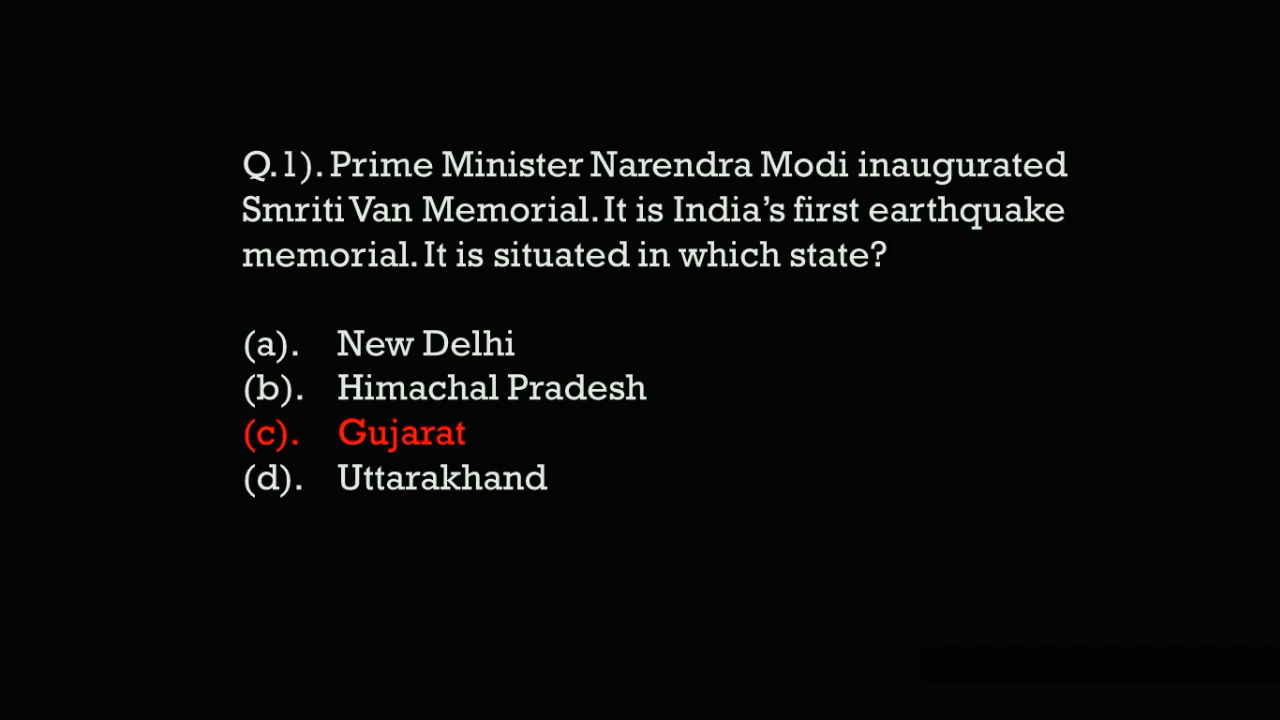 Q.1). Prime Minister Narendra Modi inaugurated
Smriti Van Memorial. It is India's first earthquake
memorial. It is situated in which state?
(a). New Delhi
(b). Himachal Pradesh
(c). Gujarat
(d). Uttarakhand